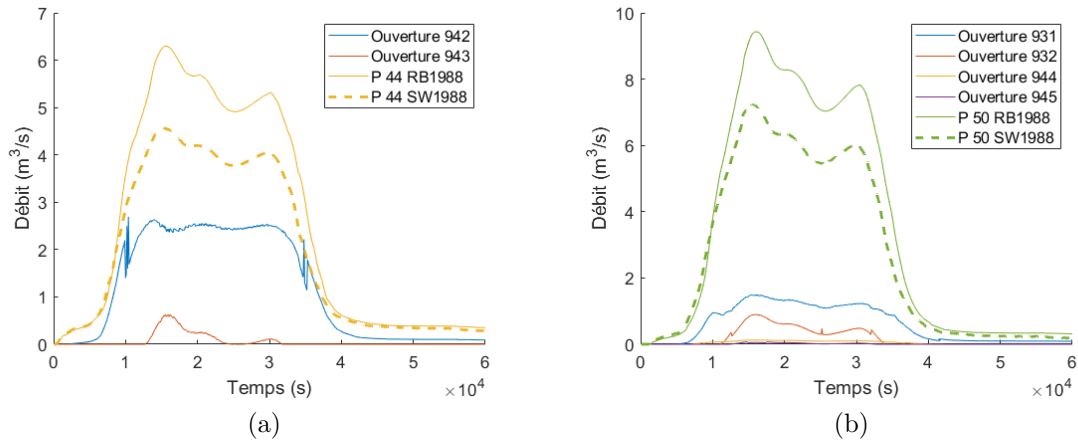 7
6
5
4
3
2
1
0
Débit (m³/s)
0 1 2 3 4 5 6
×10⁴
Temps (s)
Ouverture 942
Ouverture 943
P 44 RB1988
P 44 SW1988
(a)
10
8
6
4
2
0
Débit (m³/s)
0 1 2 3 4 5 6
×10⁴
Temps (s)
Ouverture 931
Ouverture 932
Ouverture 944
Ouverture 945
P 50 RB1988
P 50 SW1988
(b)